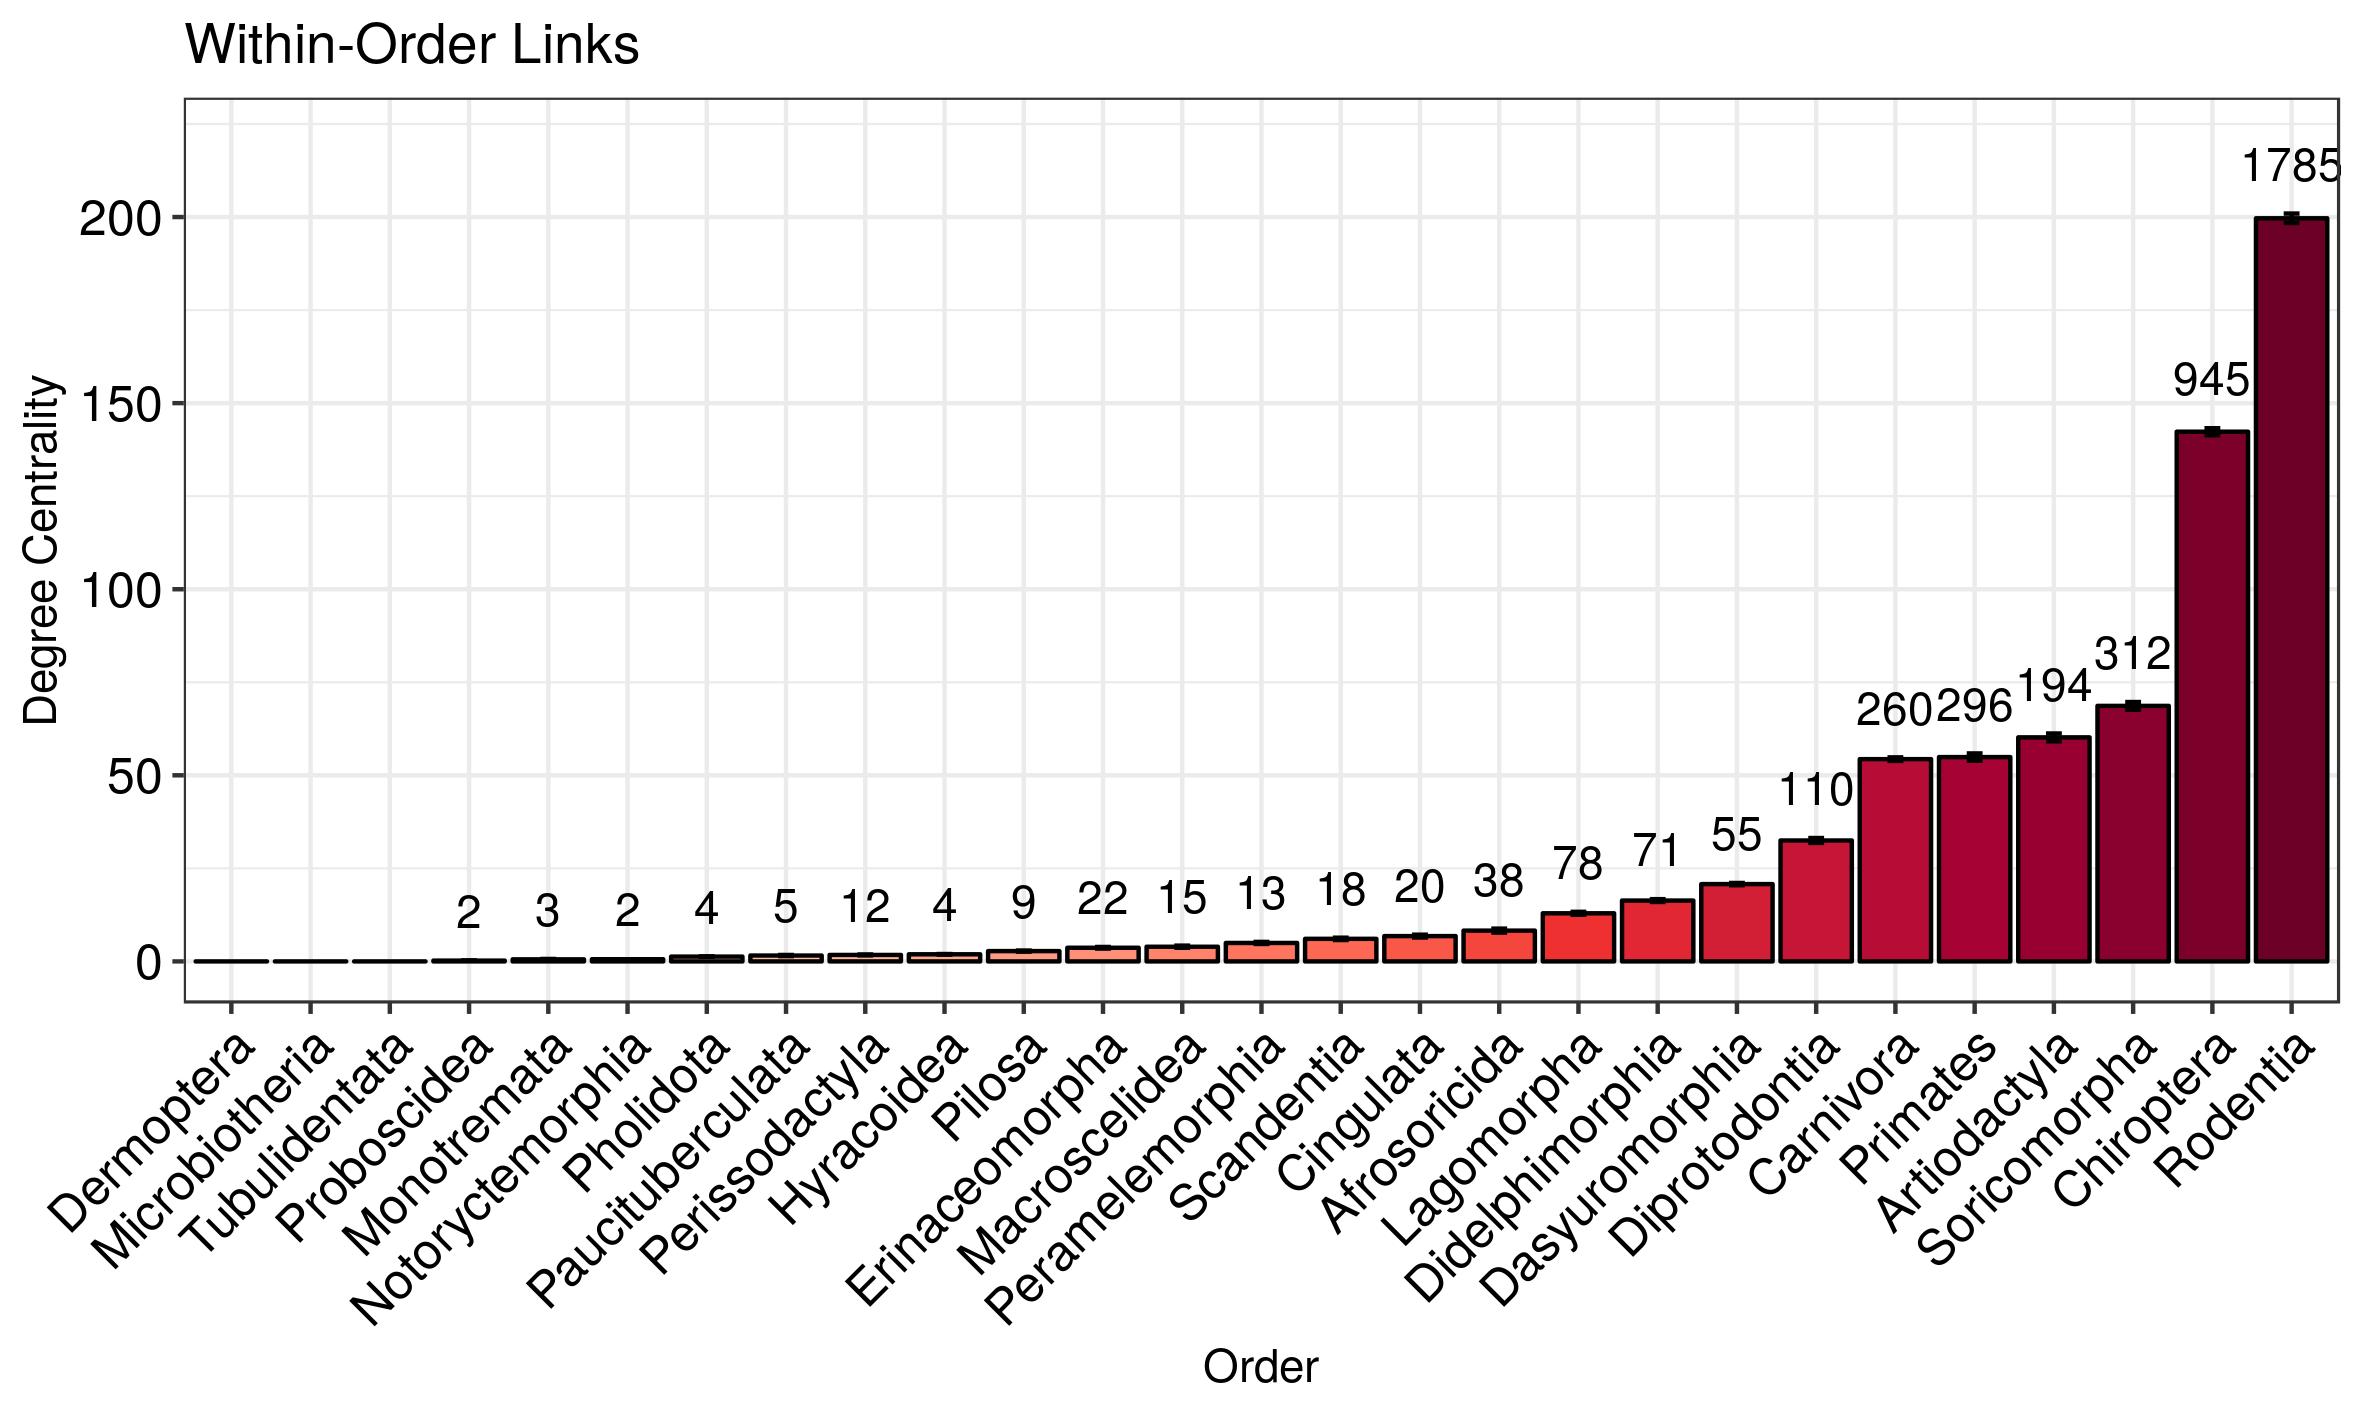 Within-Order Links
Degree Centrality
200
150
100
50
0
2
3
2
4
5
12
4
9
22
15
13
18
20
38
78
71
55
110
260
296
194
312
945
1785
Dermoptera
Microbiotheria
Tubulidentata
Proboscidea
Monotremata
Notoryctemorphia
Pholidota
Paucituberculata
Perissodactyla
Hyracoidea
Pilosa
Erinaceomorpha
Macroscelidea
Peramelemorphia
Scandentia
Cingulata
Afrosoricida
Lagomorpha
Didelphimorphia
Dasyuromorphia
Diprotodontia
Carnivora
Primates
Artiodactyla
Soricomorpha
Chiroptera
Rodentia
Order